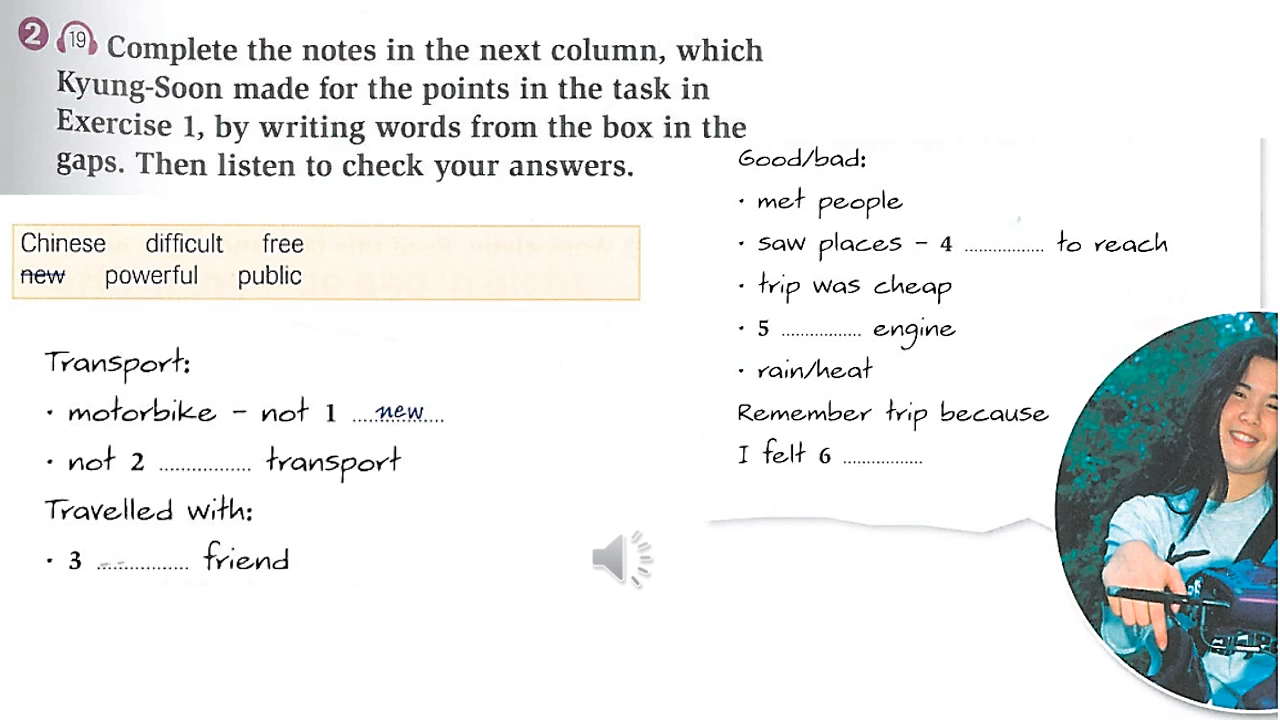 2 19 Complete the notes in the next column, which
Kyung-Soon made for the points in the task in
Exercise 1, by writing words from the box in the
gaps. Then listen to check your answers.
Chinese difficult free
new powerful public
Transport:
• motorbike – not 1 ....new....
• not 2 ................. transport
Travelled with:
• 3 ................. friend
Good/bad:
• met people
• saw places – 4 ................. to reach
• trip was cheap
• 5 ................. engine
• rain/heat
Remember trip because
I felt 6 .................